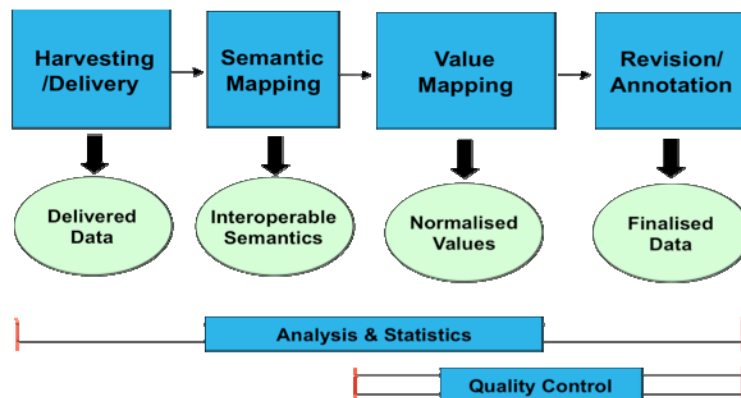 Harvesting
/Delivery
Semantic
Mapping
Value
Mapping
Revision/
Annotation
Delivered
Data
Interoperable
Semantics
Normalised
Values
Finalised
Data
Analysis & Statistics
Quality Control